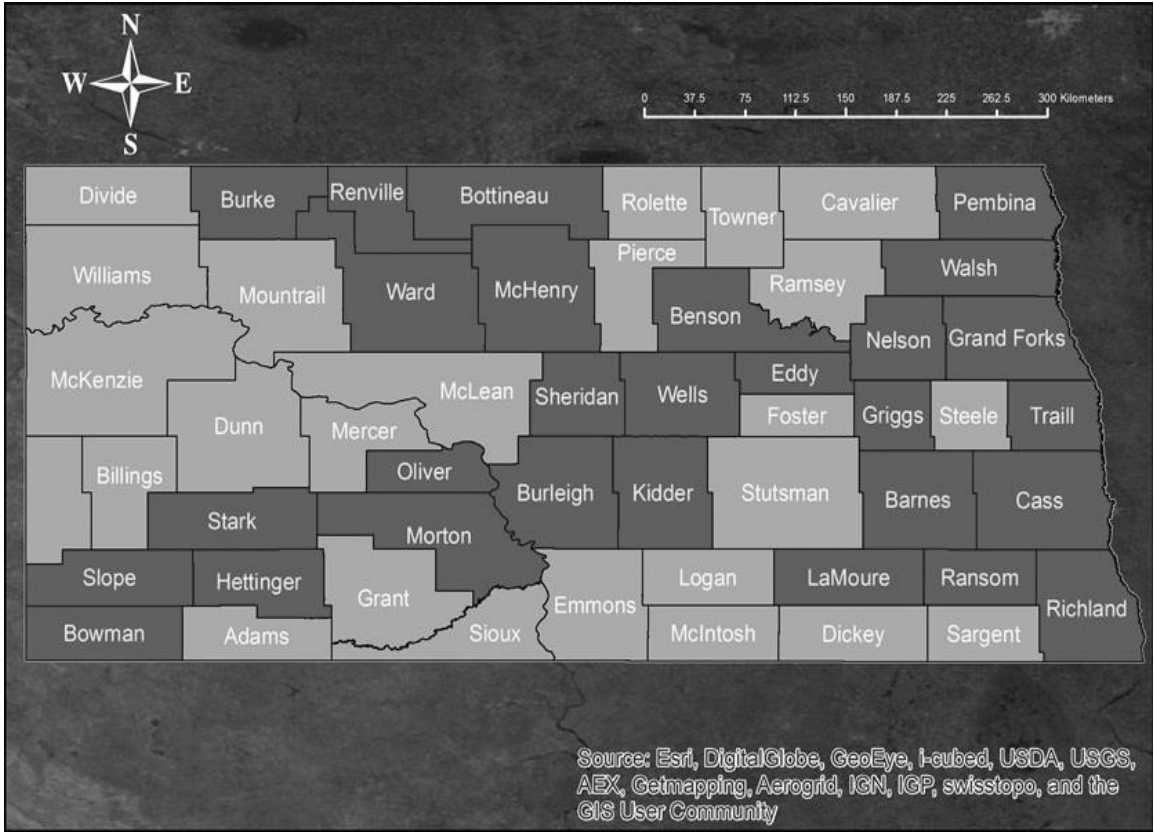 N
W E
S
0 37.5 75 112.5 150 187.5 225 262.5 300 Kilometers
Divide Burke Renville Bottineau Rolette Towner Cavalier Pembina
Williams Mountrail Ward McHenry Pierce Ramsey Walsh
Benson Nelson Grand Forks
McKenzie McLean Sheridan Wells Eddy
Dunn Mercer Foster Griggs Steele Traill
Billings Oliver Burleigh Kidder Stutsman Barnes Cass
Stark Morton
Slope Hettinger Grant Logan LaMoure Ransom
Emmons Richland
Bowman Adams Sioux McIntosh Dickey Sargent
Source: Esri, DigitalGlobe, GeoEye, i-cubed, USDA, USGS,
AEX, Getmapping, Aerogrid, IGN, IGP, swisstopo, and the
GIS User Community